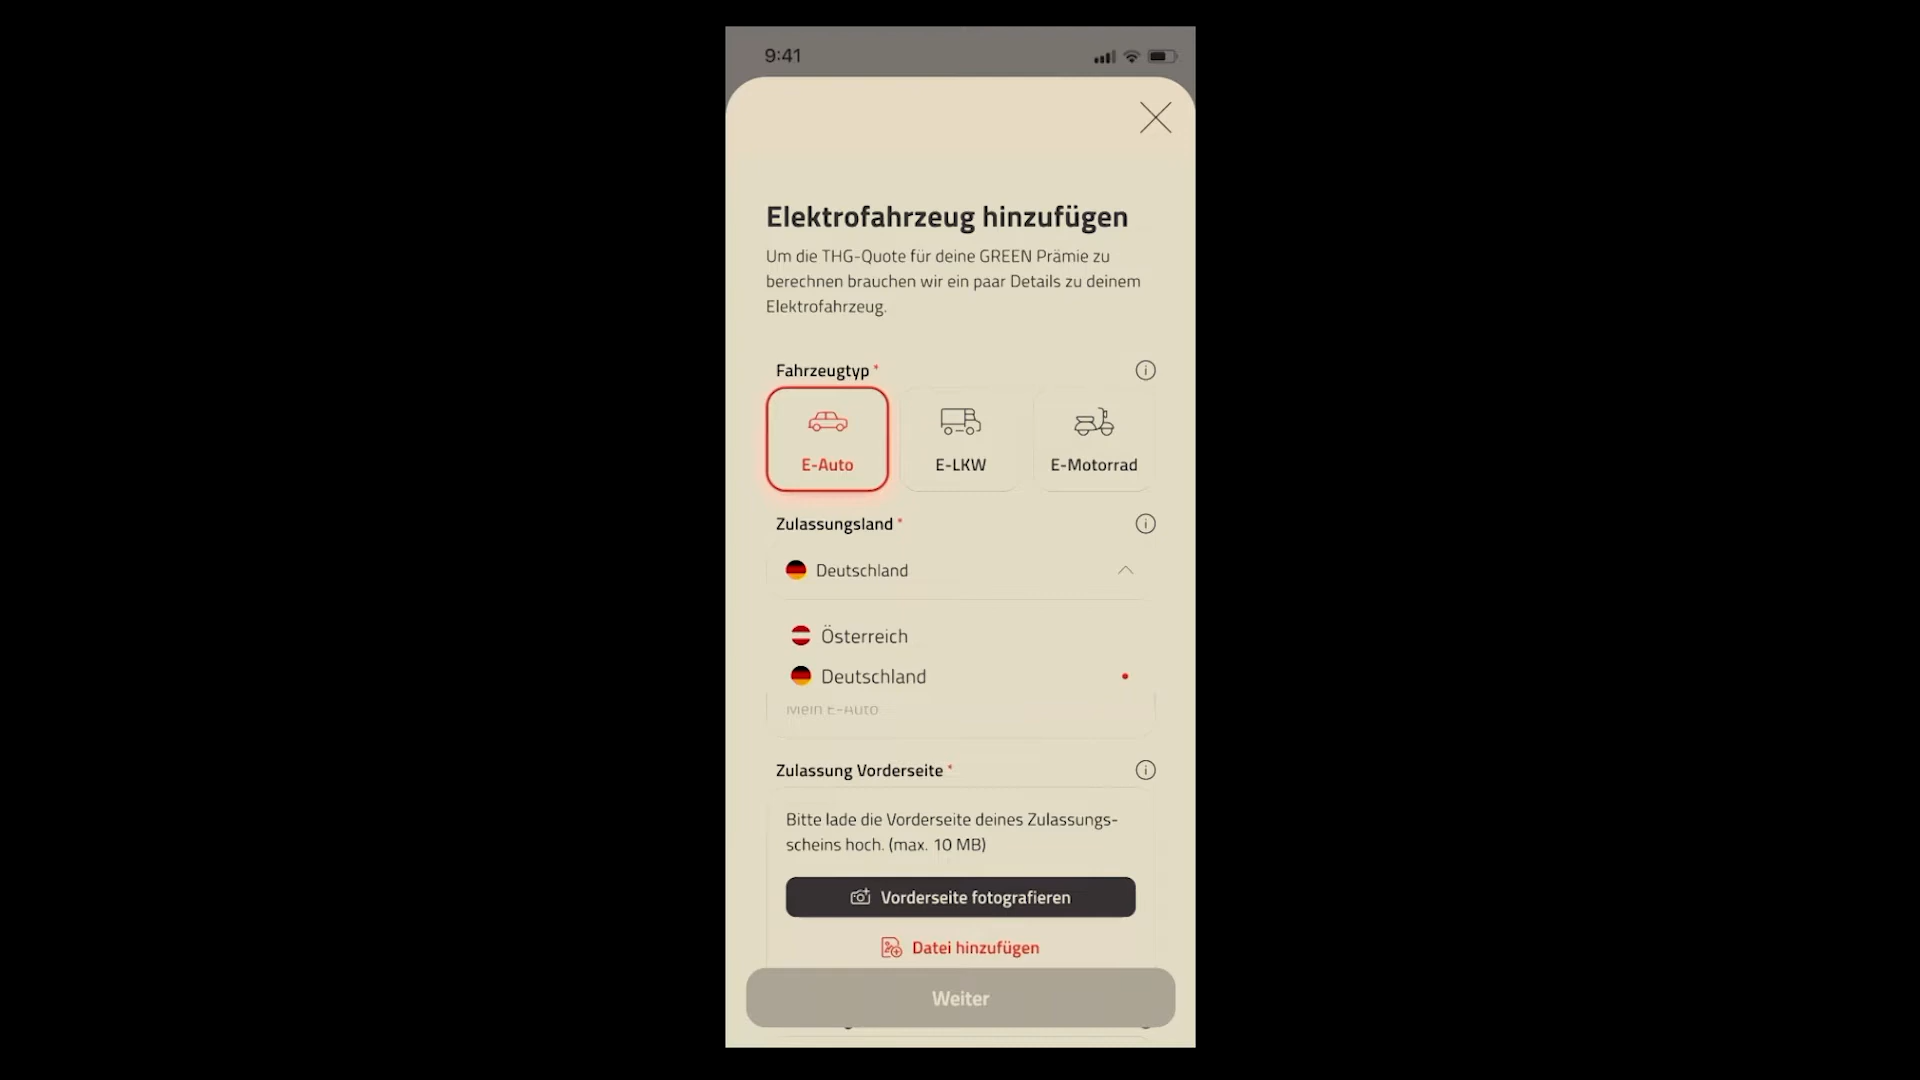 9:41
Elektrofahrzeug hinzufügen
Um die THG-Quote für deine GREEN Prämie zu
berechnen brauchen wir ein paar Details zu deinem
Elektrofahrzeug.
Fahrzeugtyp *
E-Auto
E-LKW
E-Motorrad
Zulassungsland *
Deutschland
Österreich
Deutschland
Mein E-Auto
Zulassung Vorderseite *
Bitte lade die Vorderseite deines Zulassungs-
scheins hoch. (max. 10 MB)
Vorderseite fotografieren
Datei hinzufügen
Weiter